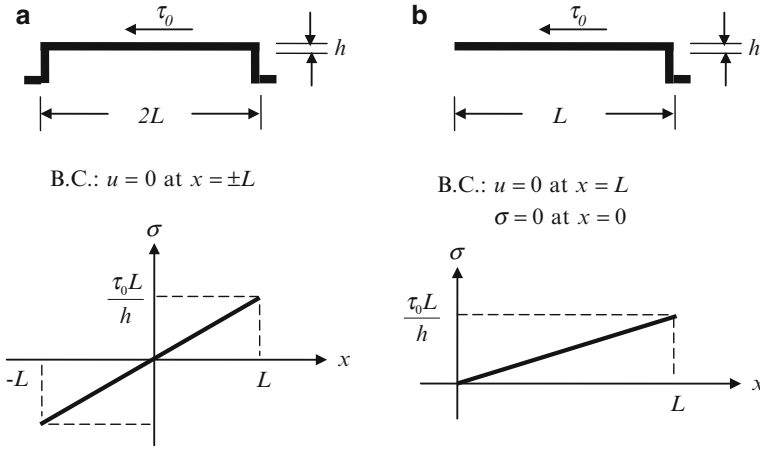 a
τ₀
h
2L
B.C.: u = 0 at x = ±L
σ
τ₀L
h
-L
L
x
b
τ₀
h
L
B.C.: u = 0 at x = L
σ = 0 at x = 0
σ
τ₀L
h
L
x